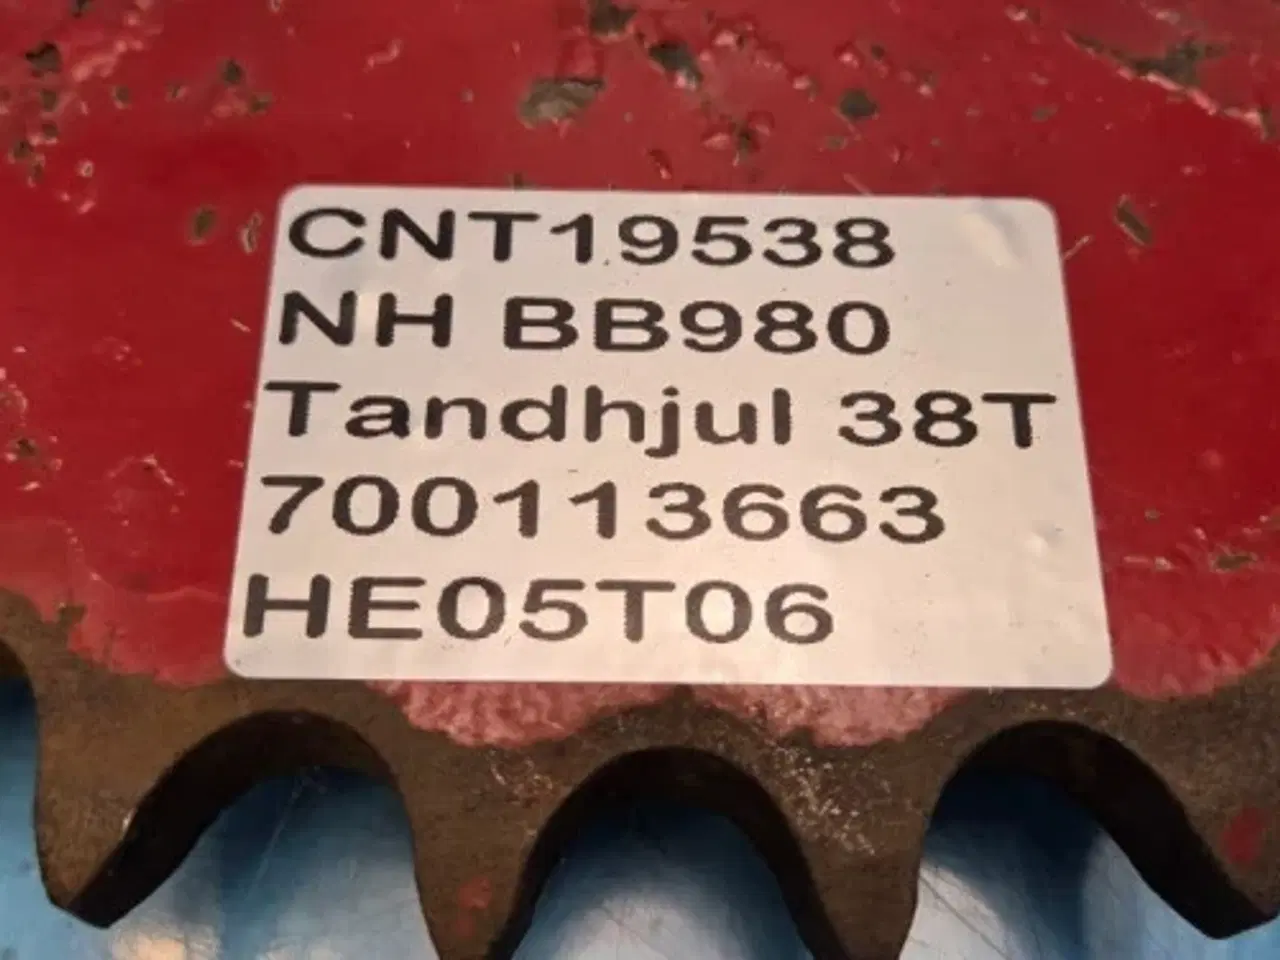 CNT19538
NH BB980
Tandhjul 38T
700113663
HE05T06